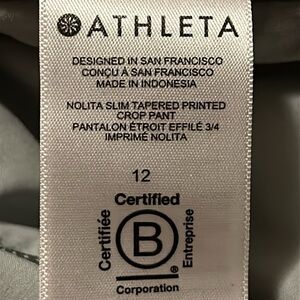 ATHLETA
DESIGNED IN SAN FRANCISCO
CONÇU À SAN FRANCISCO
MADE IN INDONESIA
NOLITA SLIM TAPERED PRINTED
CROP PANT
PANTALON ÉTROIT EFFILÉ 3/4
IMPRIMÉ NOLITA
12
Certified
Certifiée
B
®
Entreprise
Corporation